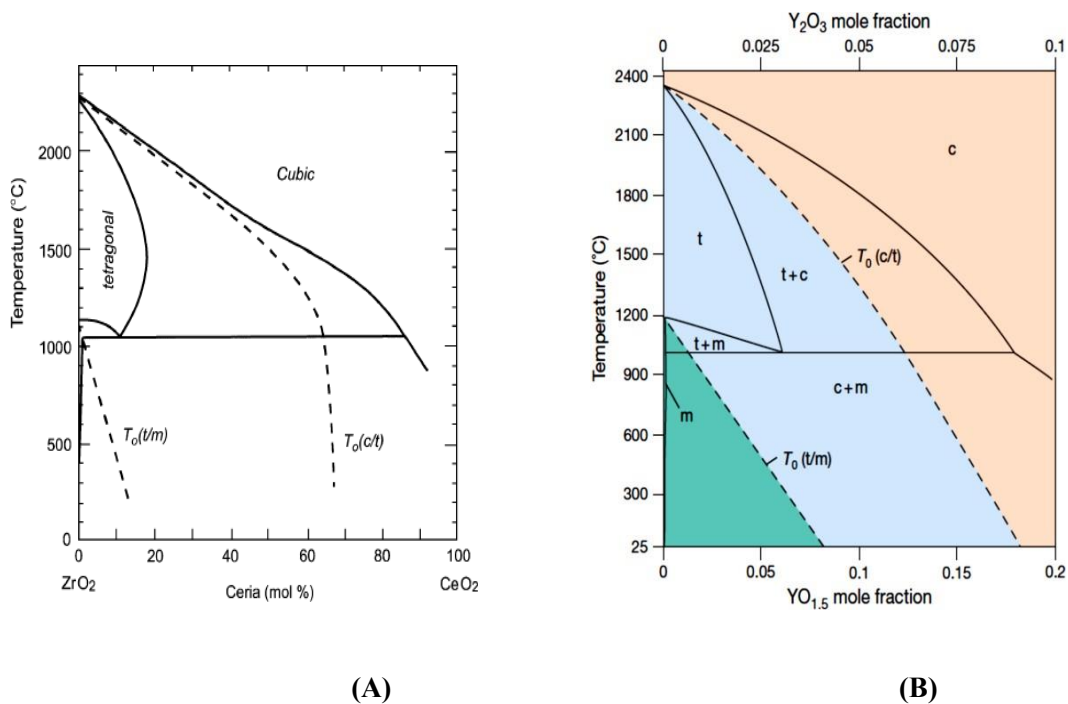 2000
1500
1000
500
0
Temperature (°C)
Cubic
tetragonal
To(t/m)
To(c/t)
0 20 40 60 80 100
ZrO2 CeO2
Ceria (mol %)
(A)
Y2O3 mole fraction
0 0.025 0.05 0.075 0.1
2400
2100
1800
1500
1200
900
600
300
25
Temperature (°C)
c
t
T0 (c/t)
t + c
t+m
c+m
m
T0 (t/m)
0 0.05 0.1 0.15 0.2
YO1.5 mole fraction
(B)